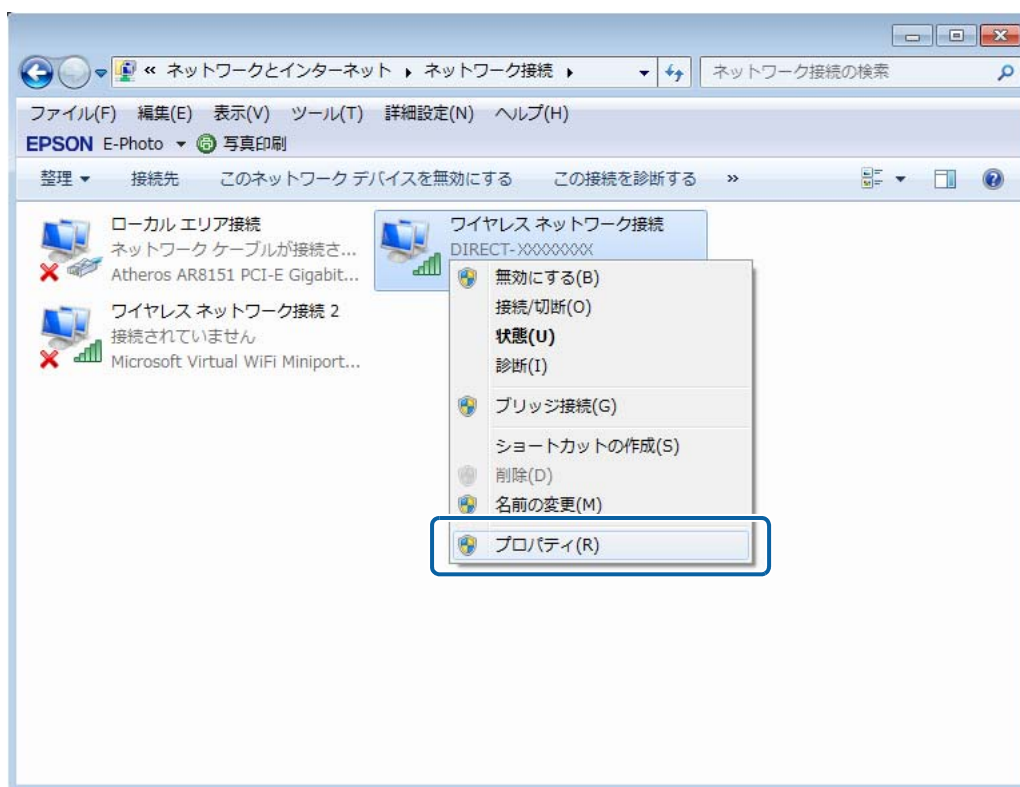 « ネットワークとインターネット ▸ ネットワーク接続 ▸ ネットワーク接続の検索
ファイル(F) 編集(E) 表示(V) ツール(T) 詳細設定(N) ヘルプ(H)
EPSON E-Photo 写真印刷
整理 接続先 このネットワーク デバイスを無効にする この接続を診断する »
ローカル エリア接続
ネットワーク ケーブルが接続さ...
Atheros AR8151 PCI-E Gigabit...
ワイヤレス ネットワーク接続
DIRECT-XXXXXXXX
ワイヤレス ネットワーク接続 2
接続されていません
Microsoft Virtual WiFi Miniport...
無効にする(B)
接続/切断(O)
状態(U)
診断(I)
ブリッジ接続(G)
ショートカットの作成(S)
削除(D)
名前の変更(M)
プロパティ(R)